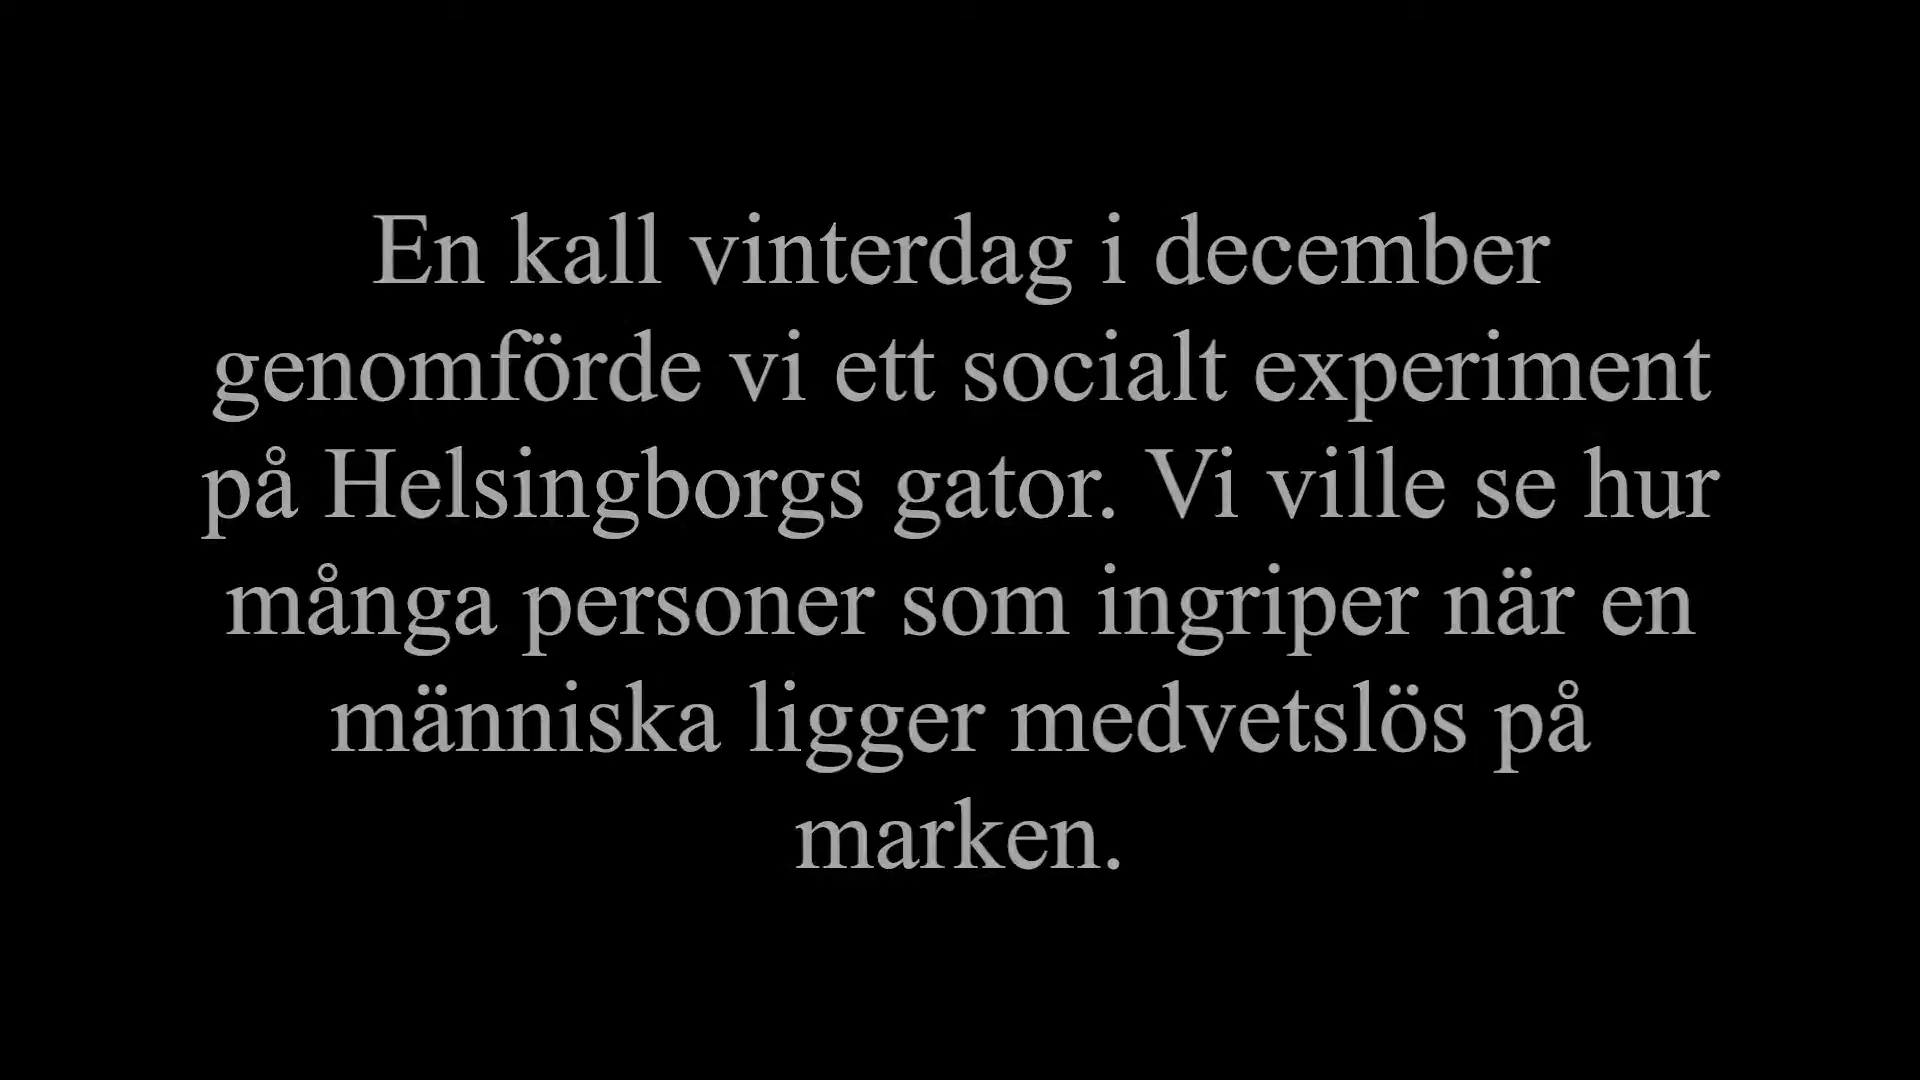 En kall vinterdag i december
genomförde vi ett socialt experiment
på Helsingborgs gator. Vi ville se hur
många personer som ingriper när en
människa ligger medvetslös på
marken.